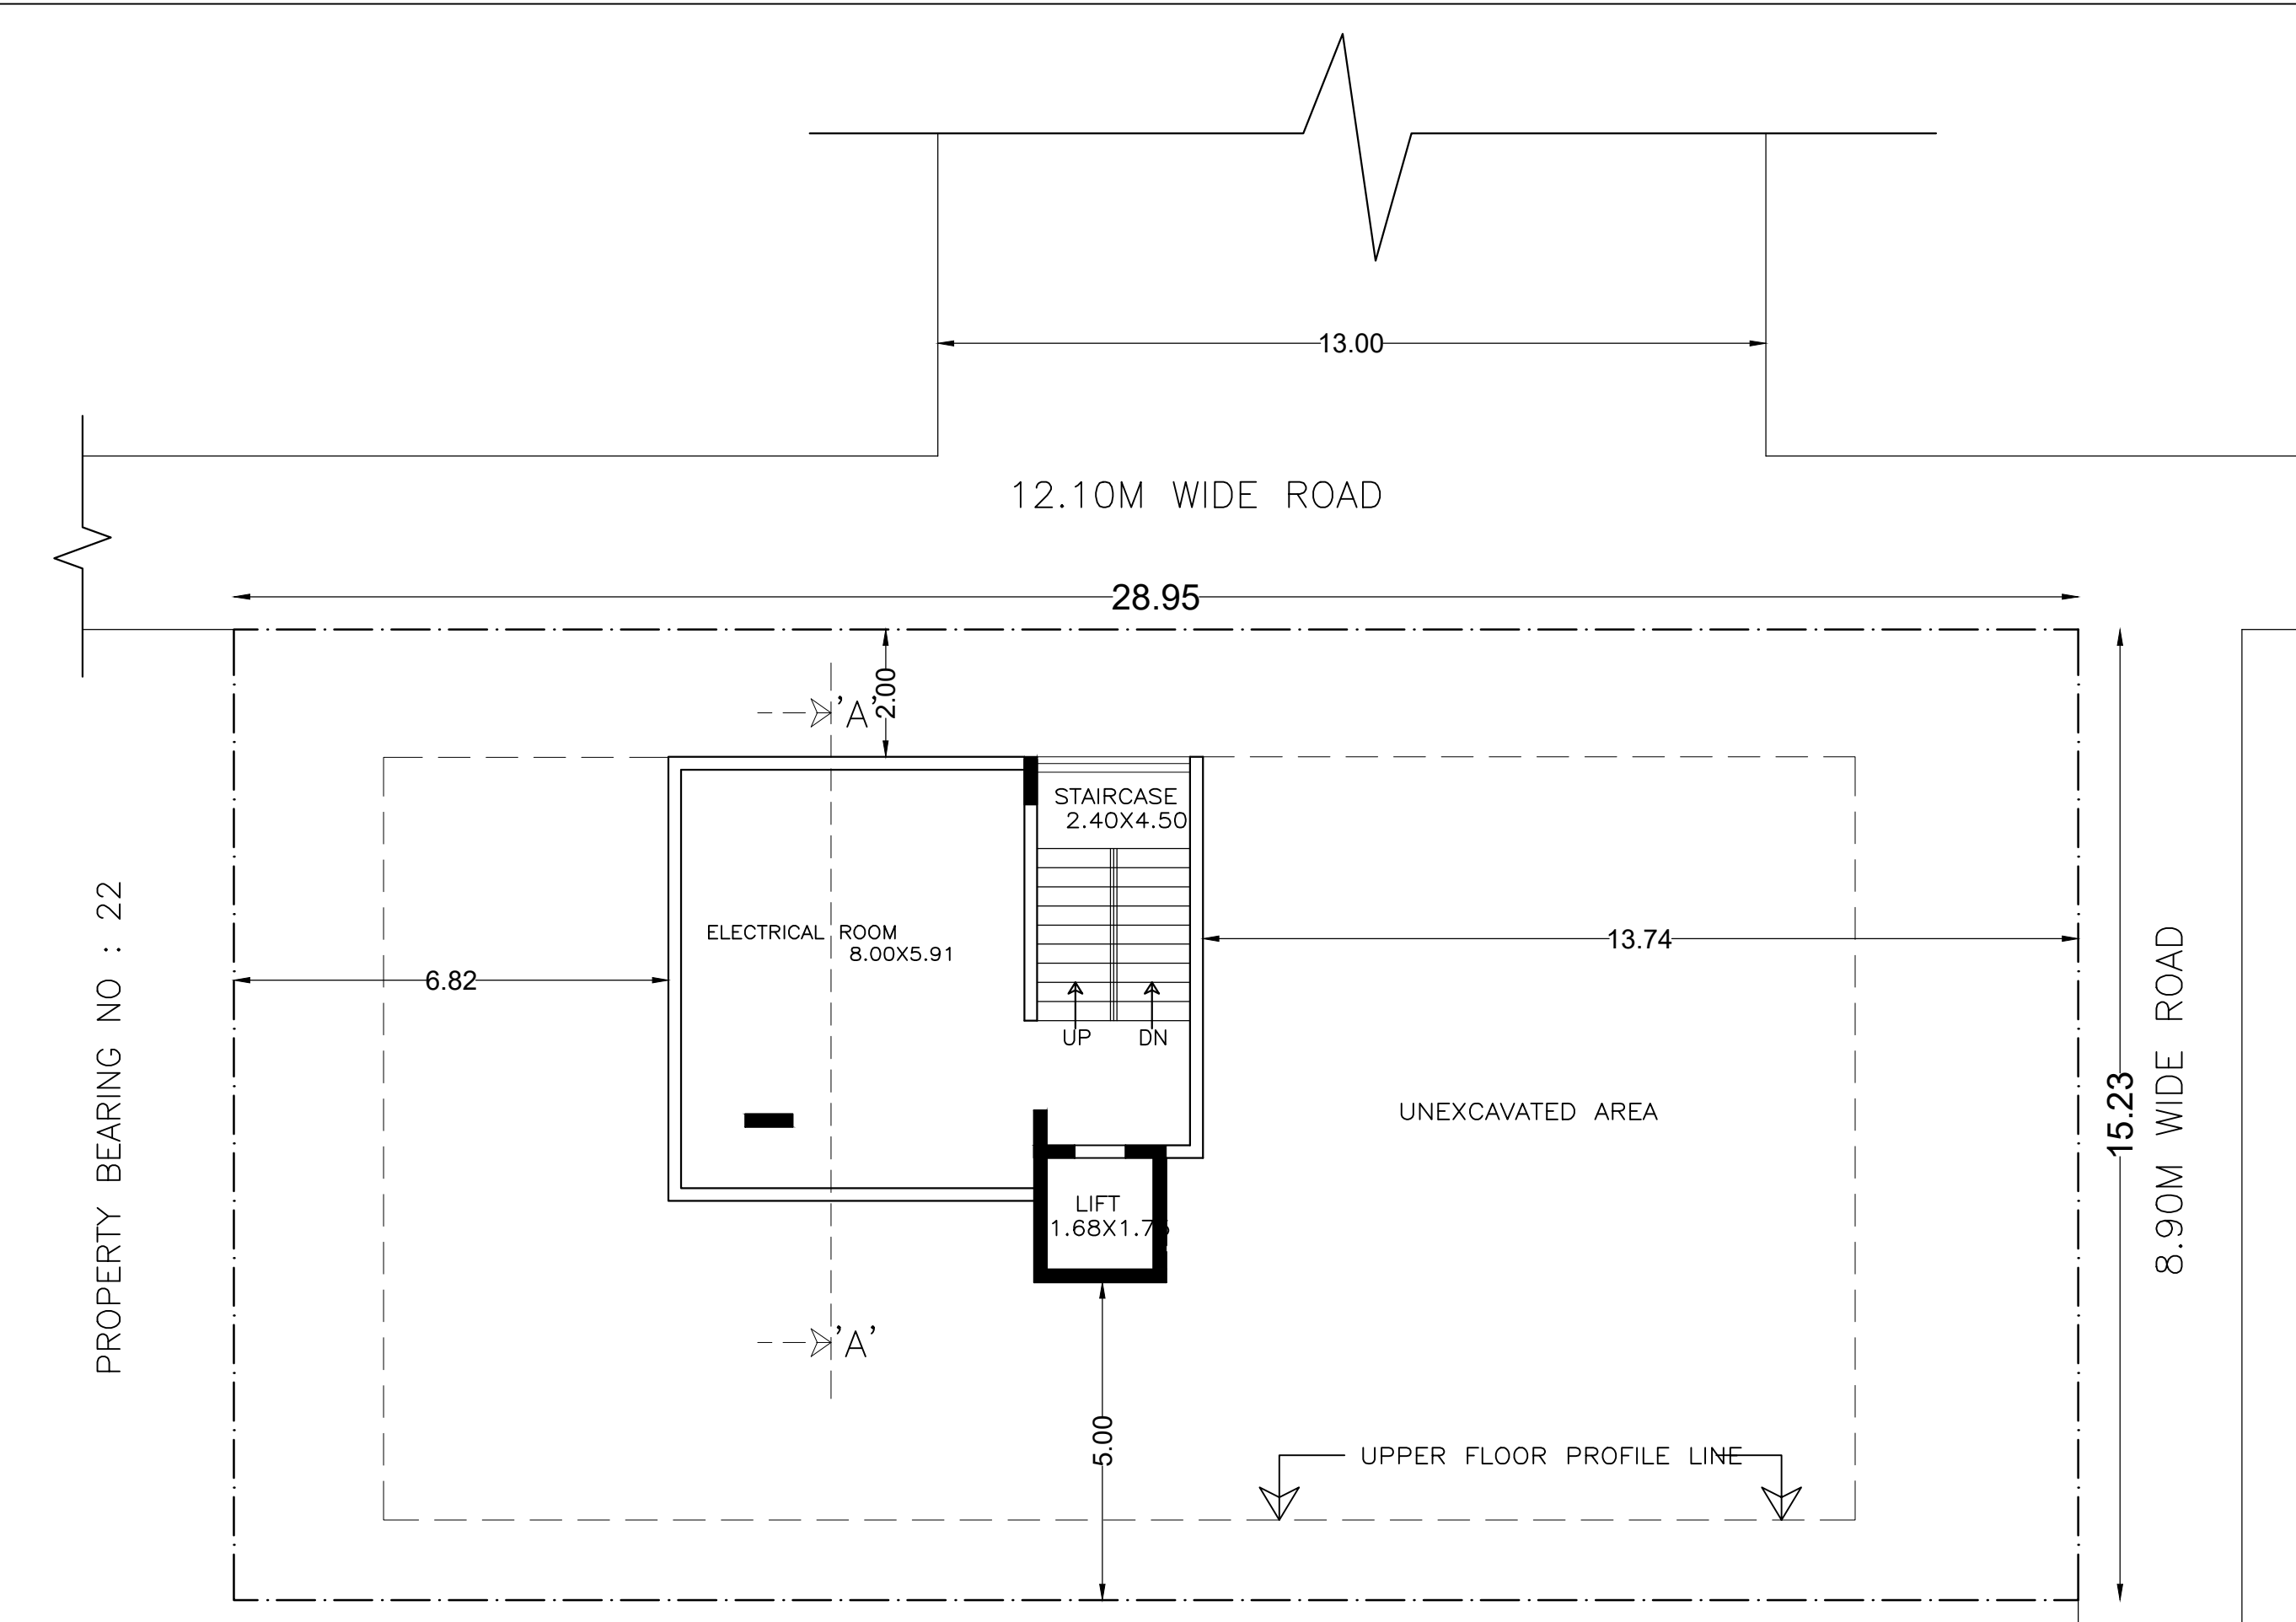 13.00
12.10M WIDE ROAD
28.95
2.00
'A'
STAIRCASE
2.40X4.50
ELECTRICAL ROOM
8.00X5.91
13.74
6.82
UP
DN
UNEXCAVATED AREA
15.23
8.90M WIDE ROAD
PROPERTY BEARING NO : 22
LIFT
'A'
5.00
UPPER FLOOR PROFILE LINE